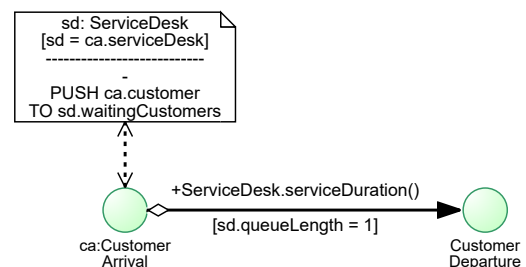 sd: ServiceDesk
[sd = ca.serviceDesk]
---------------------------
-
PUSH ca.customer
TO sd.waitingCustomers
+ServiceDesk.serviceDuration()
[sd.queueLength = 1]
ca:Customer
Arrival
Customer
Departure